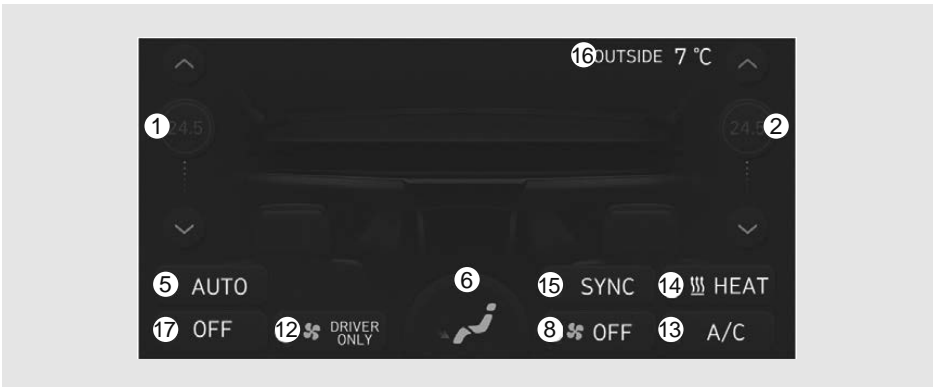 16 OUTSIDE 7 °C
1 24.5
24.5 2
5 AUTO
6
15 SYNC
14 HEAT
17 OFF
12 DRIVER ONLY
8 OFF
13 A/C